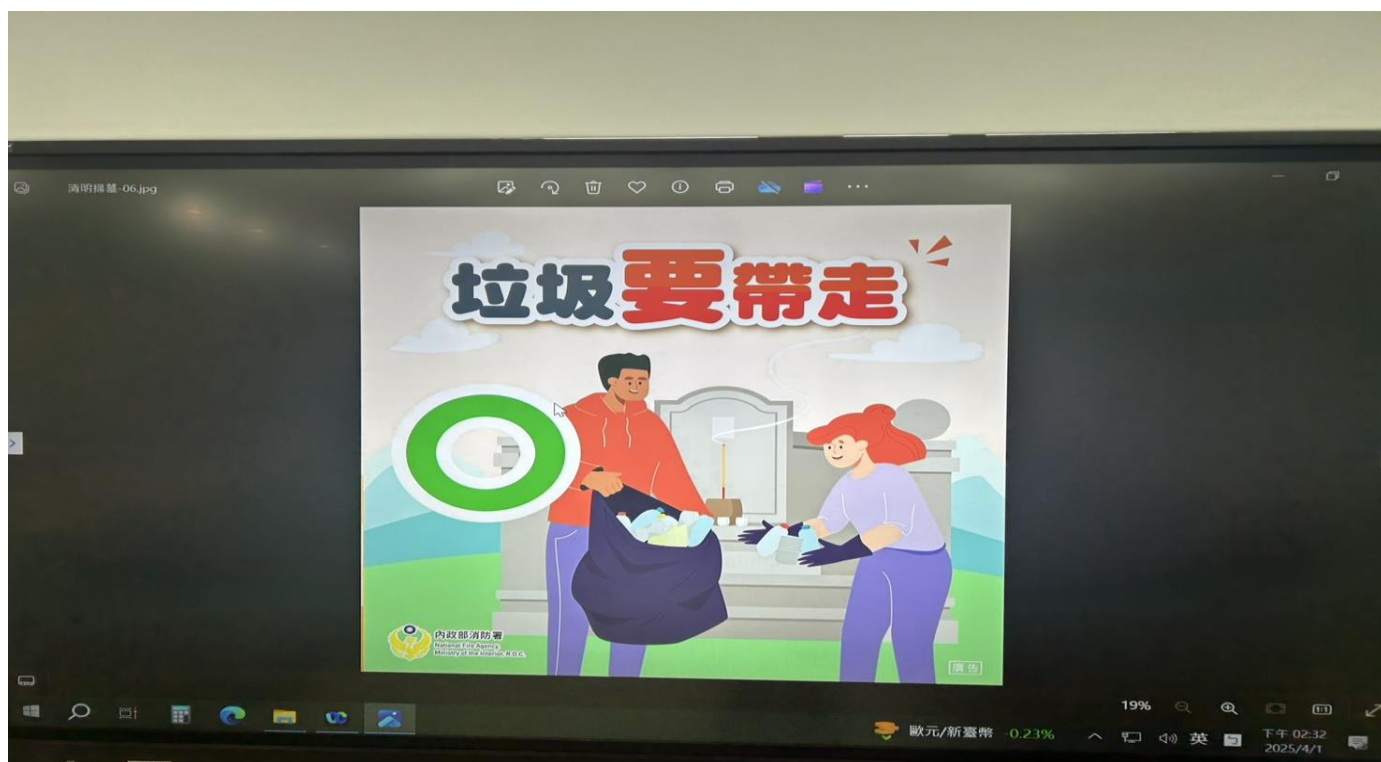 清明掃墓-06.jpg
垃圾要帶走
內政部消防署
National Fire Agency,
Ministry of the Interior, R.O.C.
廣告
19%
歐元/新臺幣 -0.23%
英
ㄅ
下午 02:32
2025/4/1